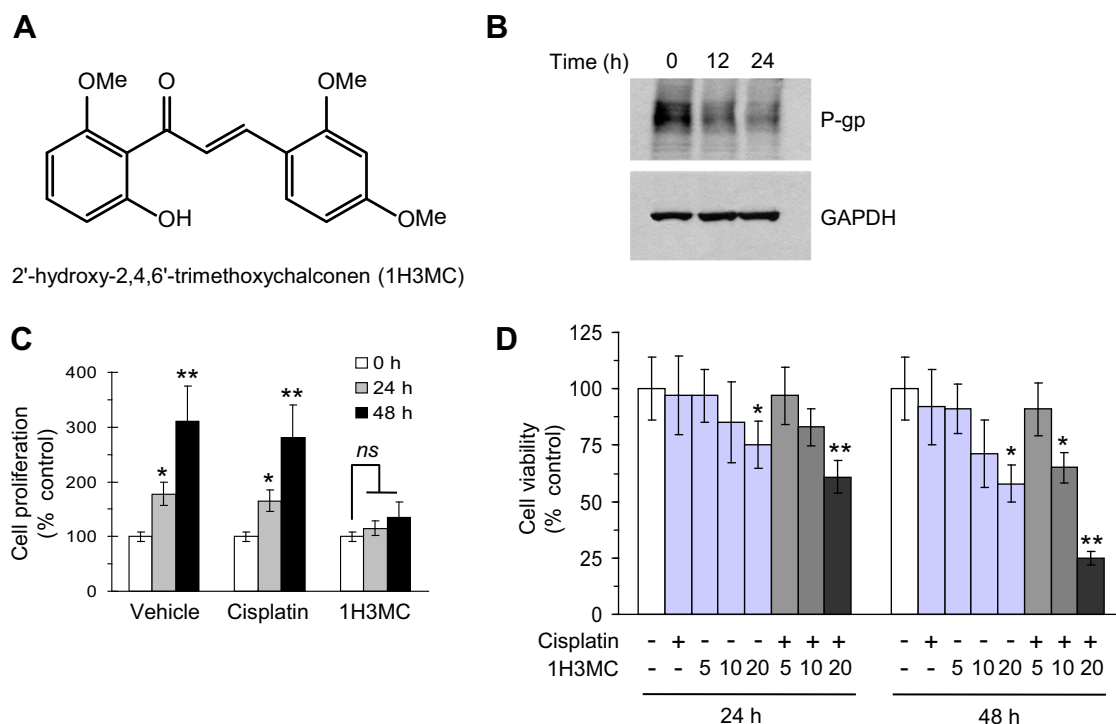 A
OMe
O
OMe
OH
OMe
2'-hydroxy-2,4,6'-trimethoxychalconen (1H3MC)
B
Time (h) 0 12 24
P-gp
GAPDH
C
Cell proliferation
(% control)
400
300
200
100
0
0 h
24 h
48 h
* ** * ** ns
Vehicle Cisplatin 1H3MC
D
Cell viability
(% control)
125
100
75
50
25
0
* ** * * **
Cisplatin - + - - - + + + - + - - - + + +
1H3MC - - 5 10 20 5 10 20 - - 5 10 20 5 10 20
24 h 48 h